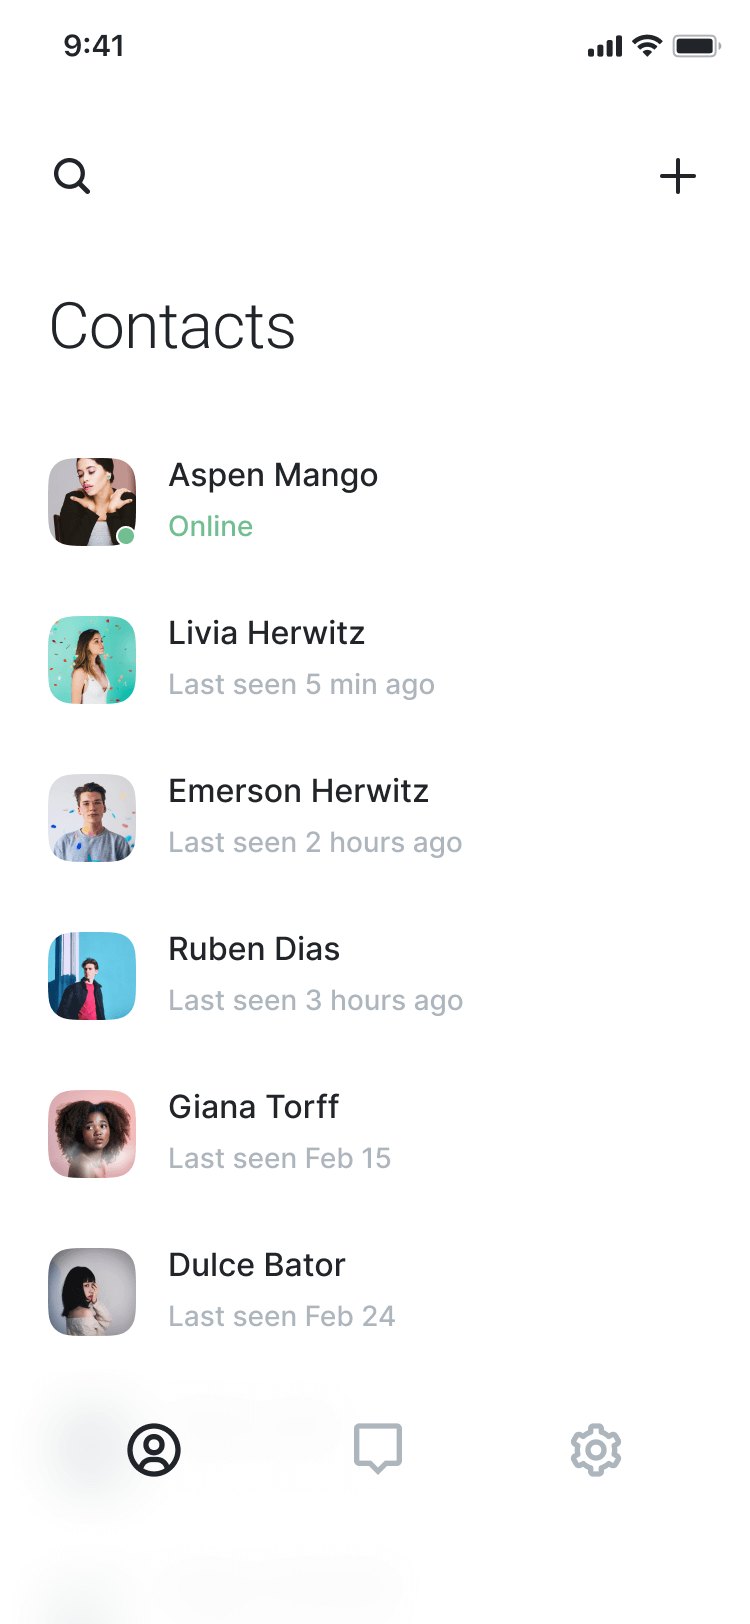 9:41
Contacts
Aspen Mango
Online
Livia Herwitz
Last seen 5 min ago
Emerson Herwitz
Last seen 2 hours ago
Ruben Dias
Last seen 3 hours ago
Giana Torff
Last seen Feb 15
Dulce Bator
Last seen Feb 24